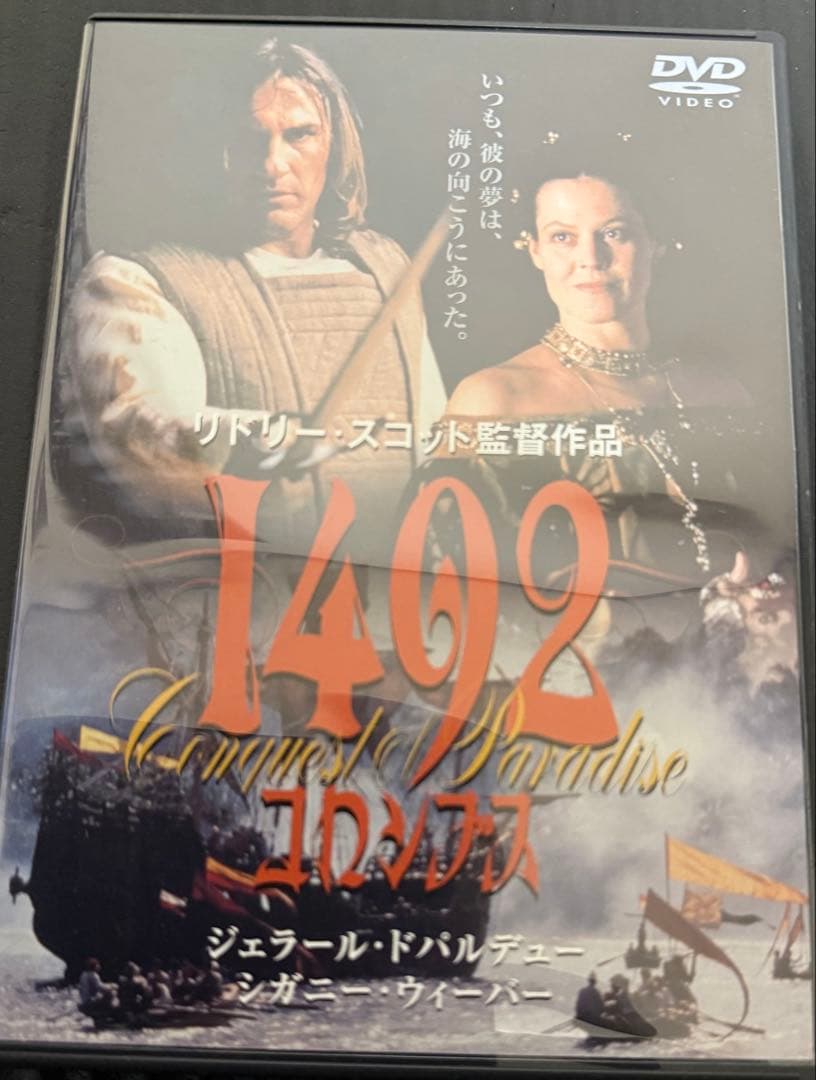 DVD
VIDEO
いつも、彼の夢は、
海の向こうにあった。
リドリー・スコット監督作品
1492
Conquest of Paradise
コロンブス
ジェラール・ドパルデュー
シガニー・ウィーバー